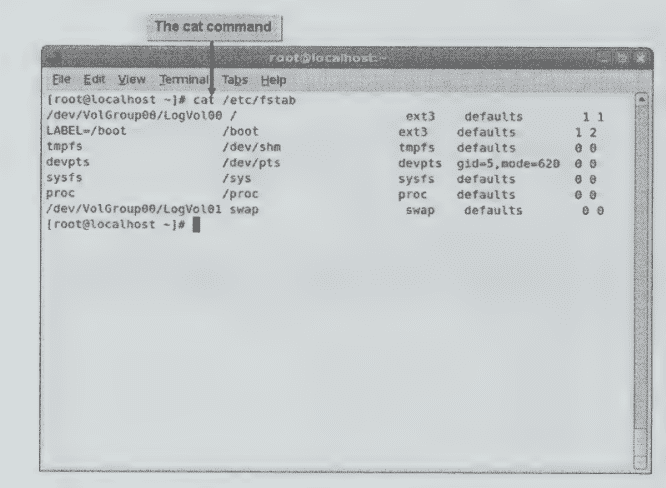 The cat command
root@localhost:~
File Edit View Terminal Tabs Help
[root@localhost ~]# cat /etc/fstab
/dev/VolGroup00/LogVol00 / ext3 defaults 1 1
LABEL=/boot /boot ext3 defaults 1 2
tmpfs /dev/shm tmpfs defaults 0 0
devpts /dev/pts devpts gid=5,mode=620 0 0
sysfs /sys sysfs defaults 0 0
proc /proc proc defaults 0 0
/dev/VolGroup00/LogVol01 swap swap defaults 0 0
[root@localhost ~]#